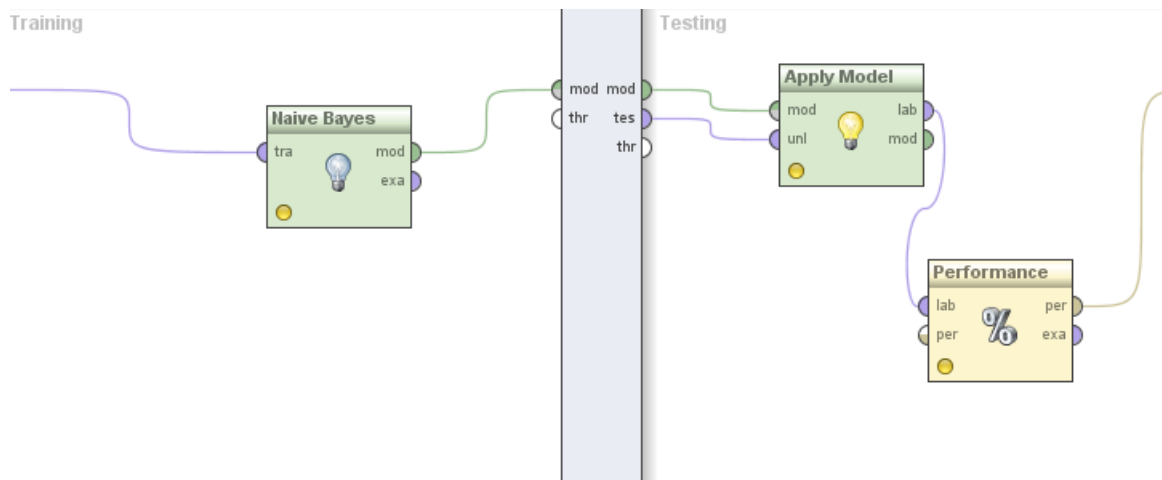 Training
Naive Bayes
tra mod
exa
mod mod
thr tes
thr
Testing
Apply Model
mod lab
unl mod
Performance
%
lab per
per exa